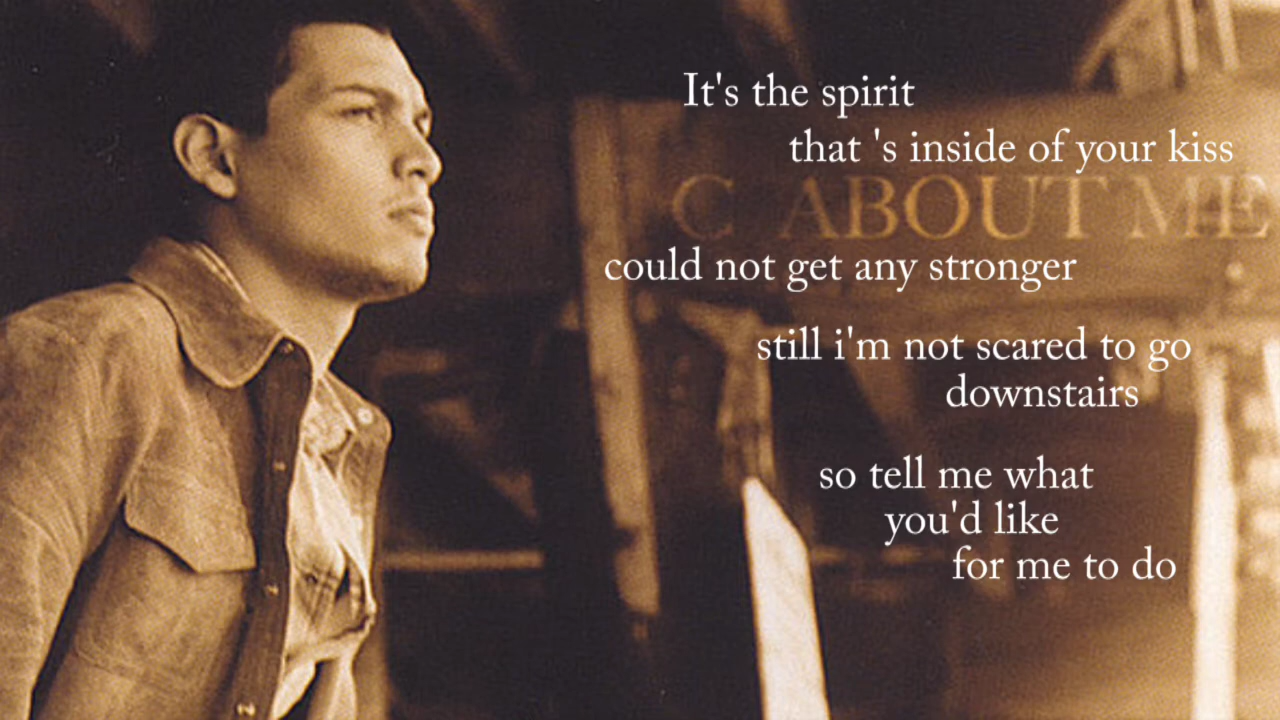 It's the spirit
that 's inside of your kiss
C ABOUT ME
could not get any stronger
still i'm not scared to go
downstairs
so tell me what
you'd like
for me to do